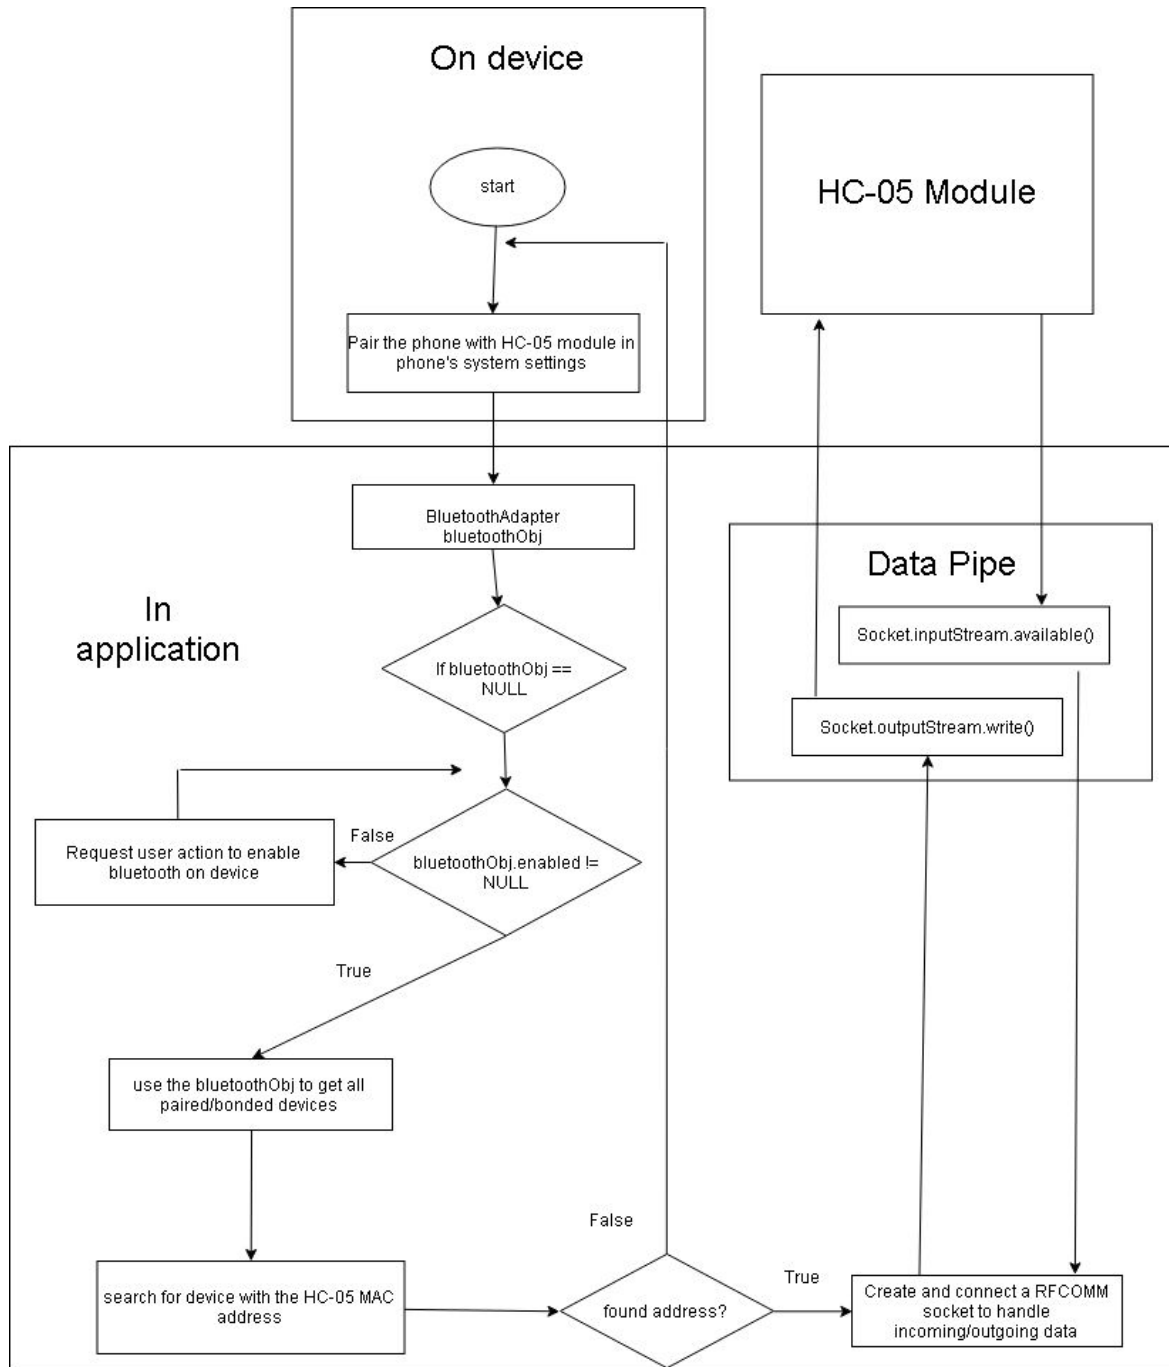 On device
start
HC-05 Module
Pair the phone with HC-05 module in
phone's system settings
BluetoothAdapter
bluetoothObj
Data Pipe
In
application
Socket.inputStream.available()
If bluetoothObj ==
NULL
Socket.outputStream.write()
False
Request user action to enable
bluetooth on device
bluetoothObj.enabled !=
NULL
True
use the bluetoothObj to get all
paired/bonded devices
False
search for device with the HC-05 MAC
address
found address?
True
Create and connect a RFCOMM
socket to handle
incoming/outgoing data